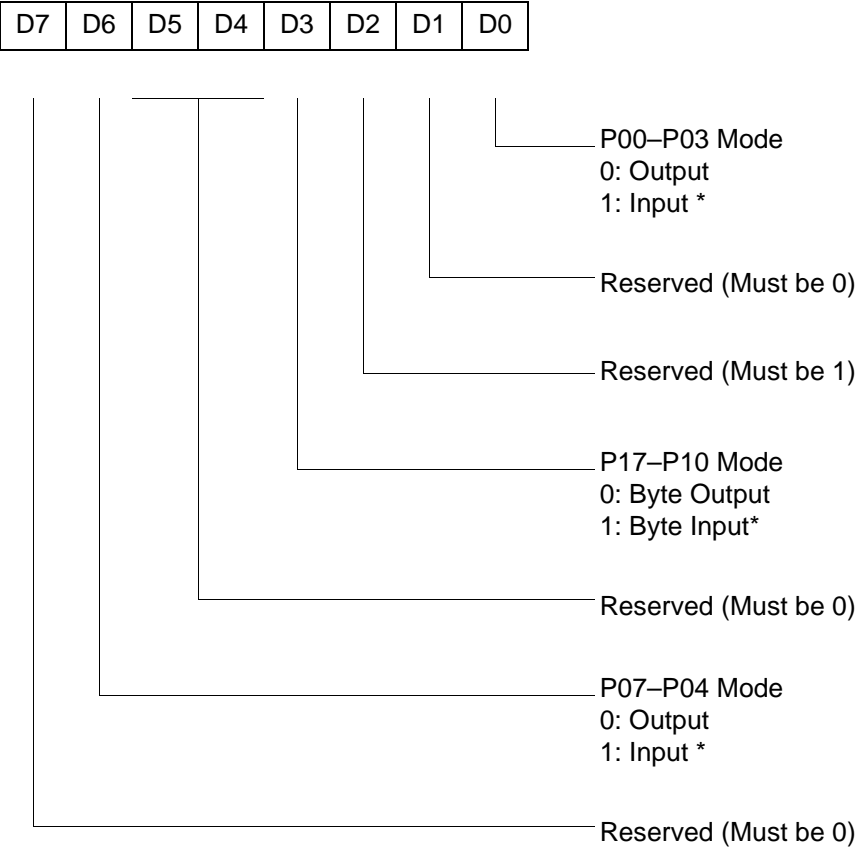 D7 D6 D5 D4 D3 D2 D1 D0
P00–P03 Mode
0: Output
1: Input *
Reserved (Must be 0)
Reserved (Must be 1)
P17–P10 Mode
0: Byte Output
1: Byte Input*
Reserved (Must be 0)
P07–P04 Mode
0: Output
1: Input *
Reserved (Must be 0)